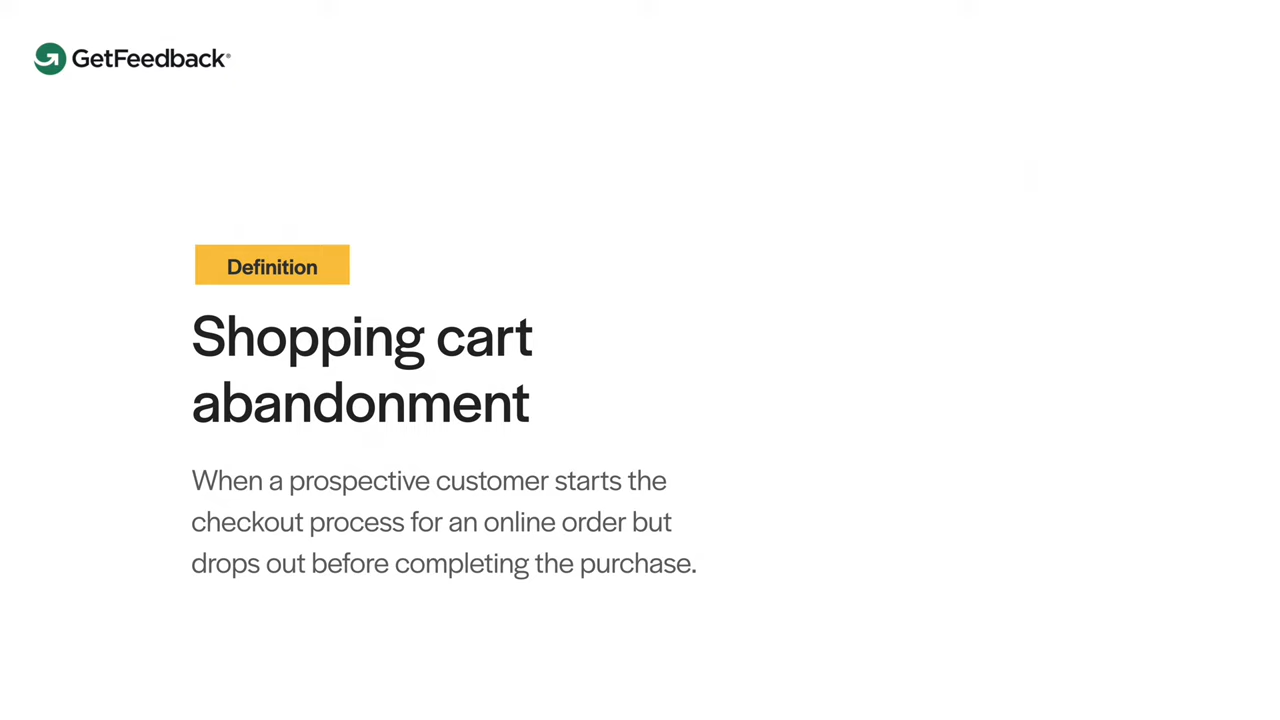 GetFeedback®
Definition
Shopping cart
abandonment
When a prospective customer starts the
checkout process for an online order but
drops out before completing the purchase.